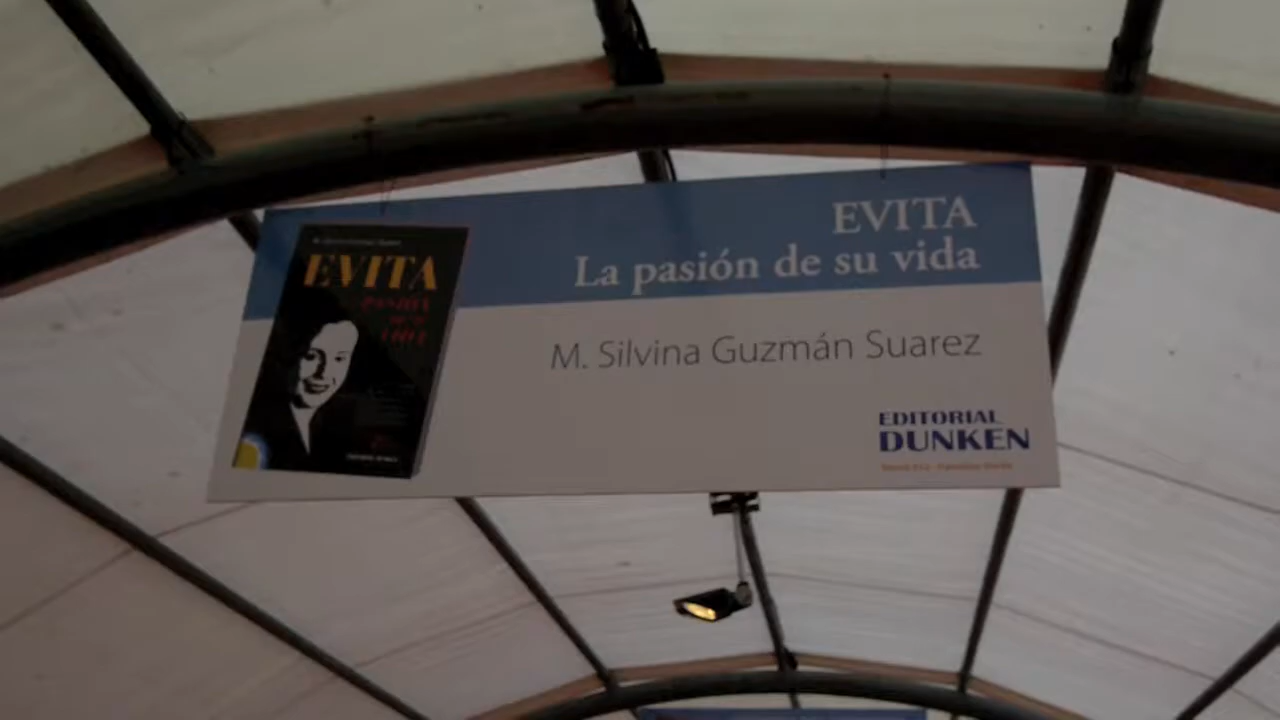 EVITA
La pasión de su vida
M. Silvina Guzmán Suarez
EDITORIAL
DUNKEN
EVITA